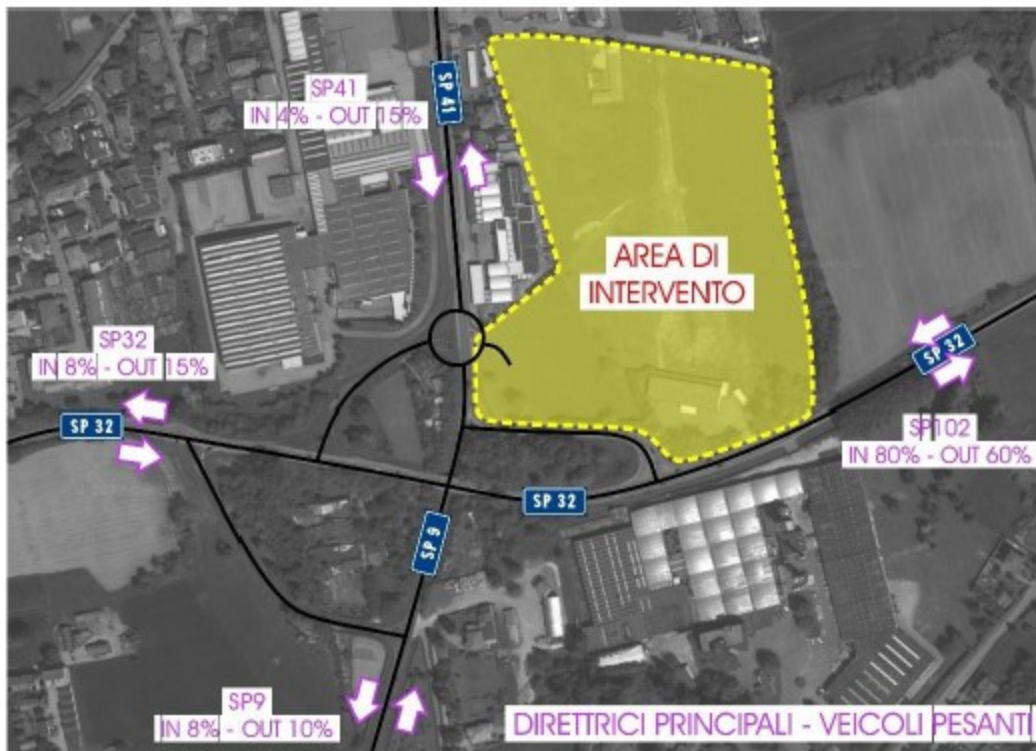 SP41
IN 4% - OUT 15%
SP 41
AREA DI
INTERVENTO
SP32
IN 8% - OUT 15%
SP 32
SP 32
SP102
IN 80% - OUT 60%
SP 32
SP 9
SP9
IN 8% - OUT 10%
DIRETTRICI PRINCIPALI - VEICOLI PESANTI